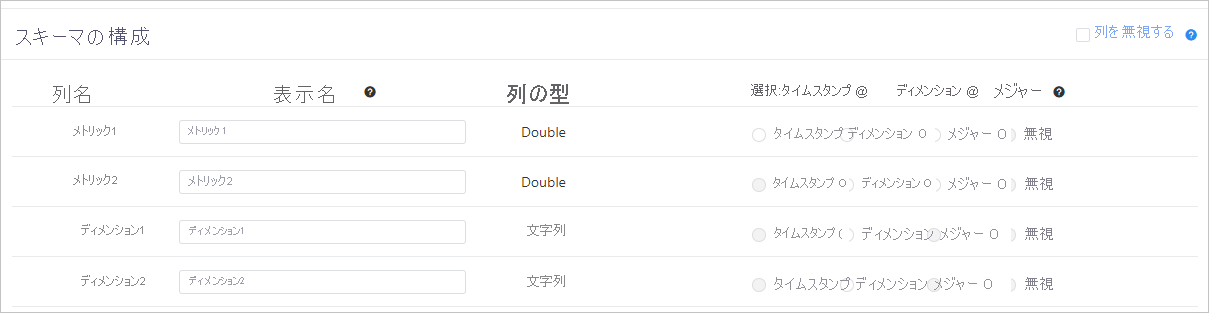 スキーマの構成 列を無視する
列名 表示名 列の型 選択:タイムスタンプ @ ディメンション @ メジャー
メトリック1 メトリック1 Double タイムスタンプ ディメンション O メジャー O 無視
メトリック2 メトリック2 Double タイムスタンプ O ディメンション O メジャー O 無視
ディメンション1 ディメンション1 文字列 タイムスタンプ ( ディメンション メジャー O 無視
ディメンション2 ディメンション2 文字列 タイムスタンプ ディメンション メジャー O 無視